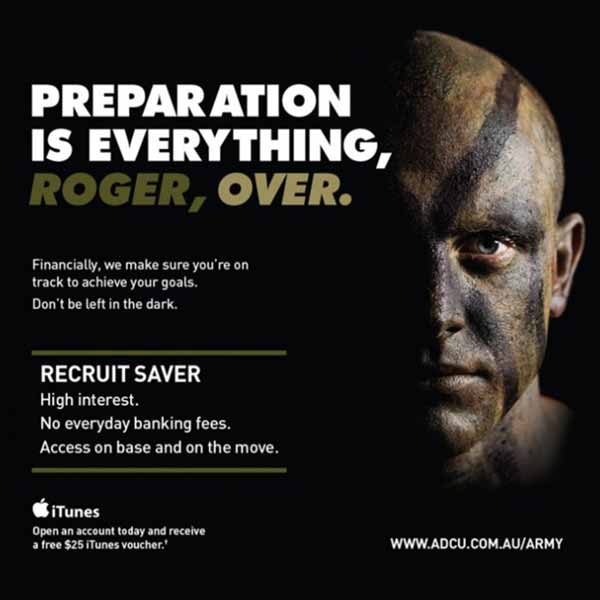 PREPARATION
IS EVERYTHING,
ROGER, OVER.
Financially, we make sure you're on
track to achieve your goals.
Don't be left in the dark.
RECRUIT SAVER
High interest.
No everyday banking fees.
Access on base and on the move.
iTunes
Open an account today and receive
a free $25 iTunes voucher.†
WWW.ADCU.COM.AU/ARMY